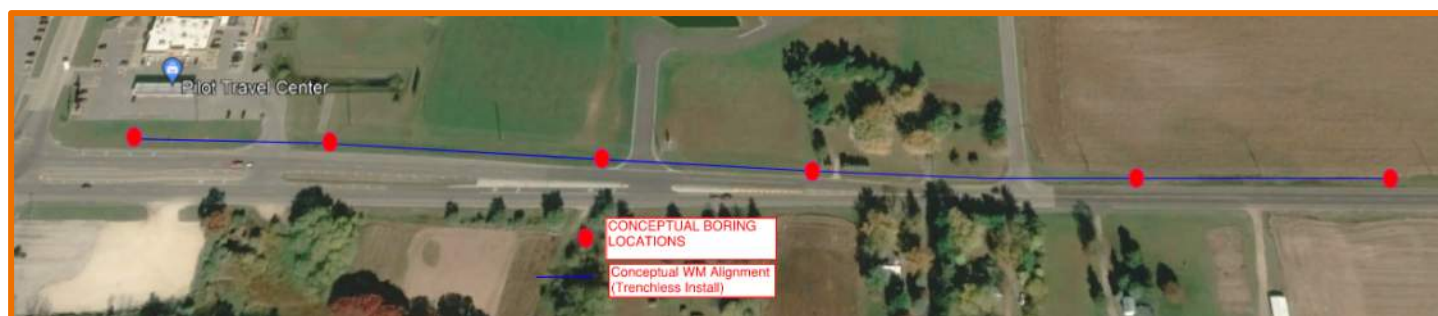 Pilot Travel Center
CONCEPTUAL BORING
LOCATIONS
Conceptual WM Alignment
(Trenchless Install)